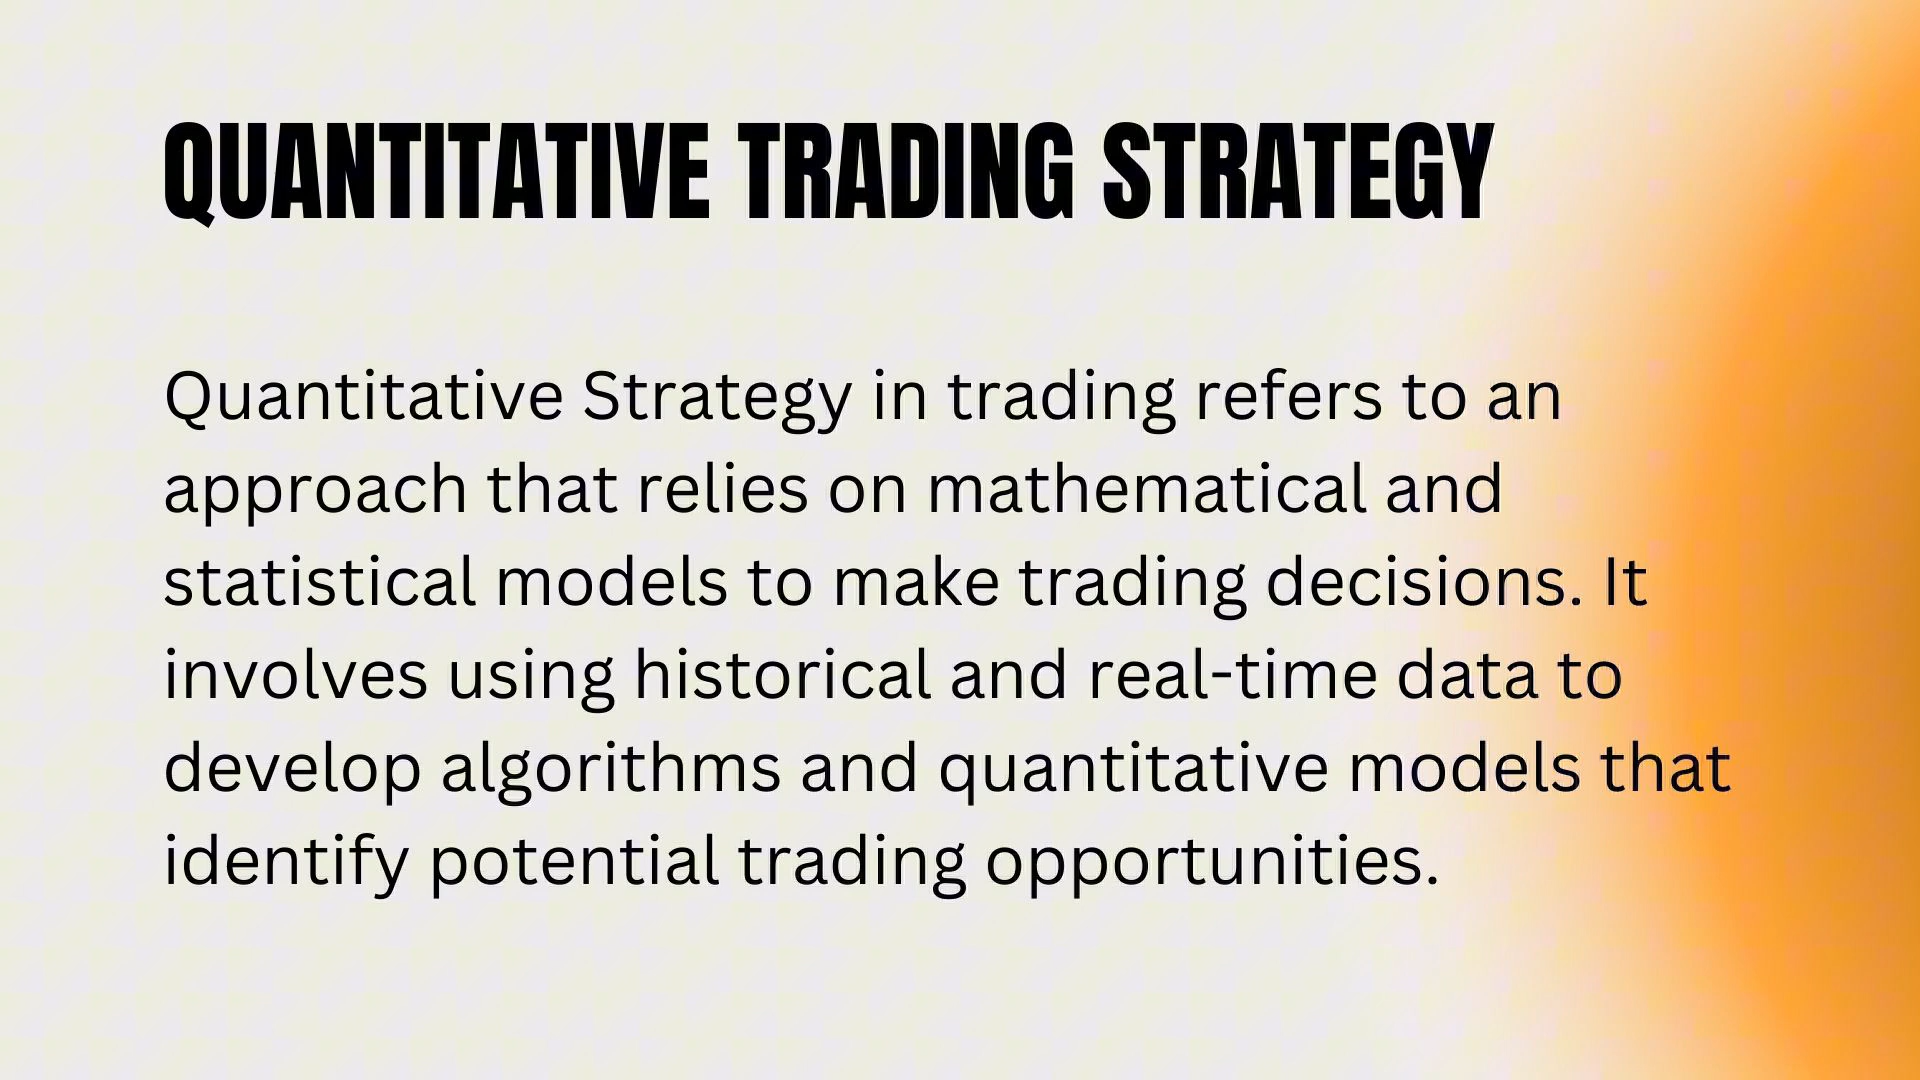 QUANTITATIVE TRADING STRATEGY
Quantitative Strategy in trading refers to an
approach that relies on mathematical and
statistical models to make trading decisions. It
involves using historical and real-time data to
develop algorithms and quantitative models that
identify potential trading opportunities.